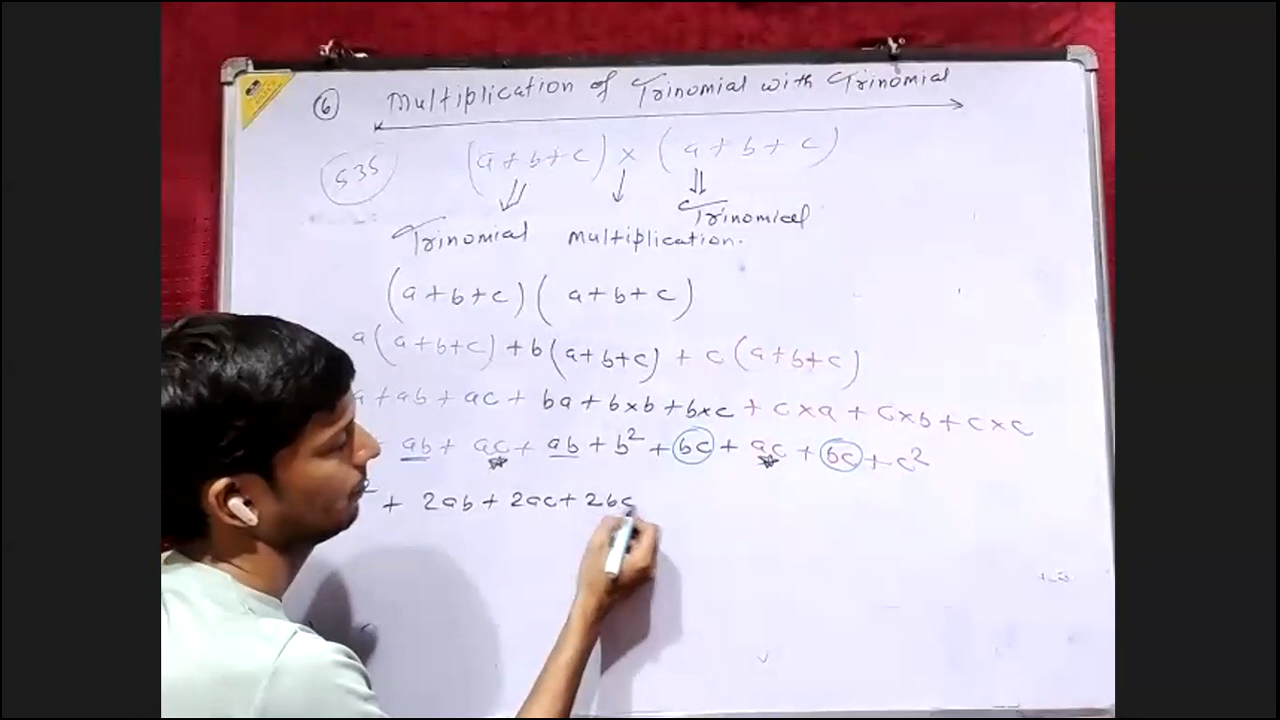 6 Multiplication of Trinomial with Trinomial
535 (a+b+c) × (a+b+c)
Trinomial multiplication. Trinomial
(a+b+c)(a+b+c)
a(a+b+c)+b(a+b+c)+c(a+b+c)
+ab+ac+ba+b×b+b×c+c×a+c×b+c×c
ab+ac+ab+b²+bc+ac+bc+c²
²+2ab+2ac+2bc